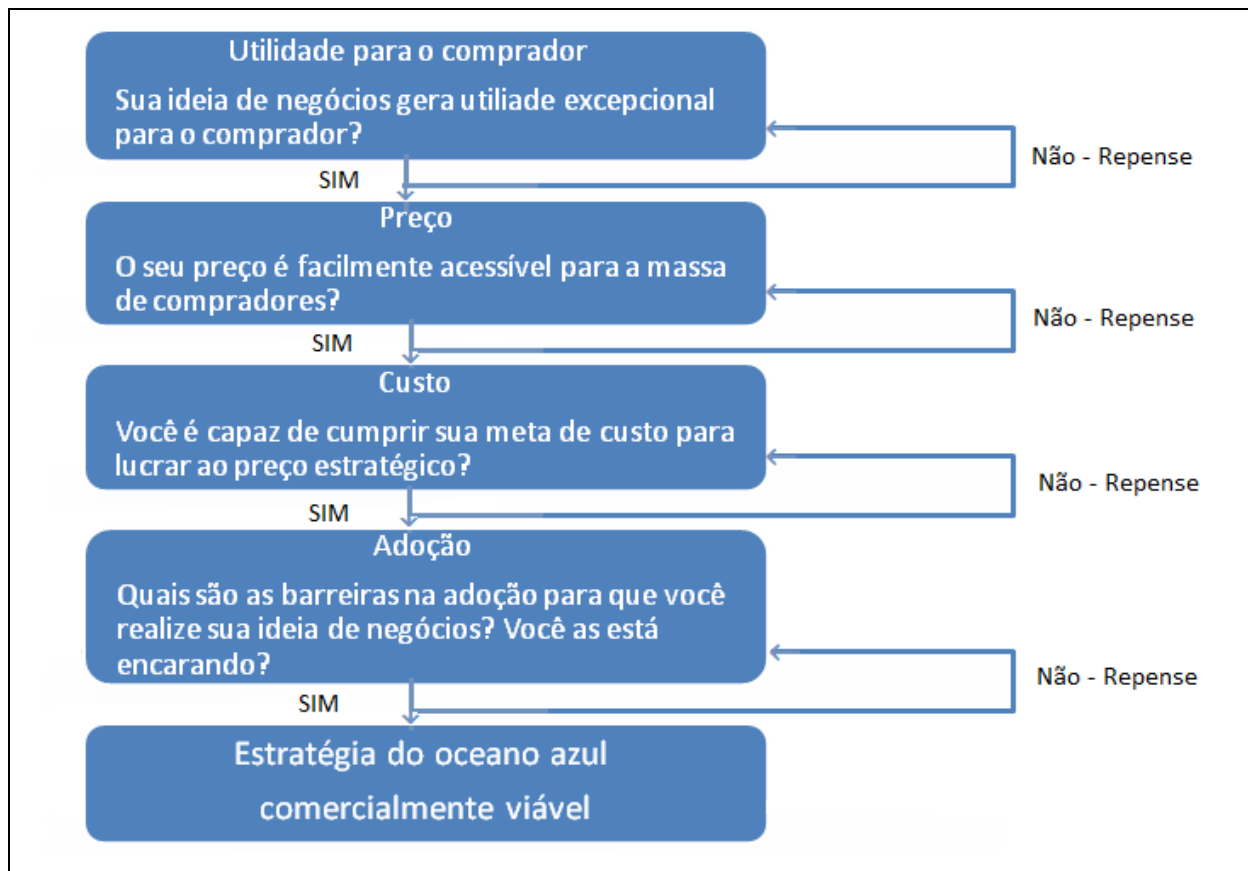 Utilidade para o comprador
Sua ideia de negócios gera utiliade excepcional
para o comprador?
Não - Repense
SIM
Preço
O seu preço é facilmente acessível para a massa
de compradores?
Não - Repense
SIM
Custo
Você é capaz de cumprir sua meta de custo para
lucrar ao preço estratégico?
Não - Repense
SIM
Adoção
Quais são as barreiras na adoção para que você
realize sua ideia de negócios? Você as está
encarando?
Não - Repense
SIM
Estratégia do oceano azul
comercialmente viável